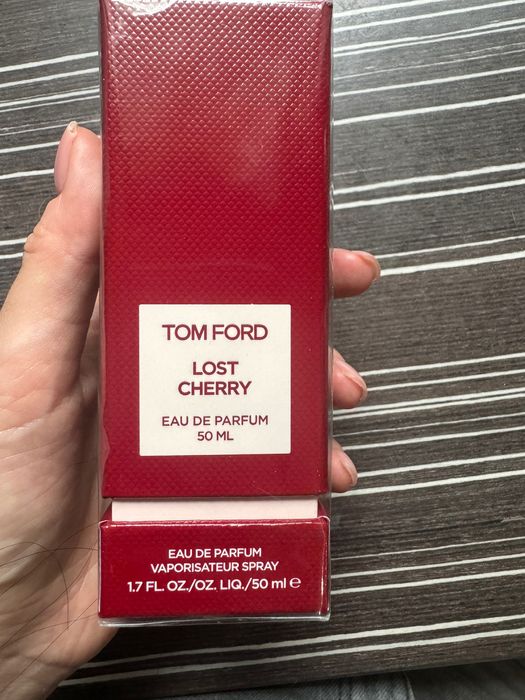 TOM FORD
LOST
CHERRY
EAU DE PARFUM
50 ML
EAU DE PARFUM
VAPORISATEUR SPRAY
1.7 FL. OZ./OZ. LIQ./50 ml ℮